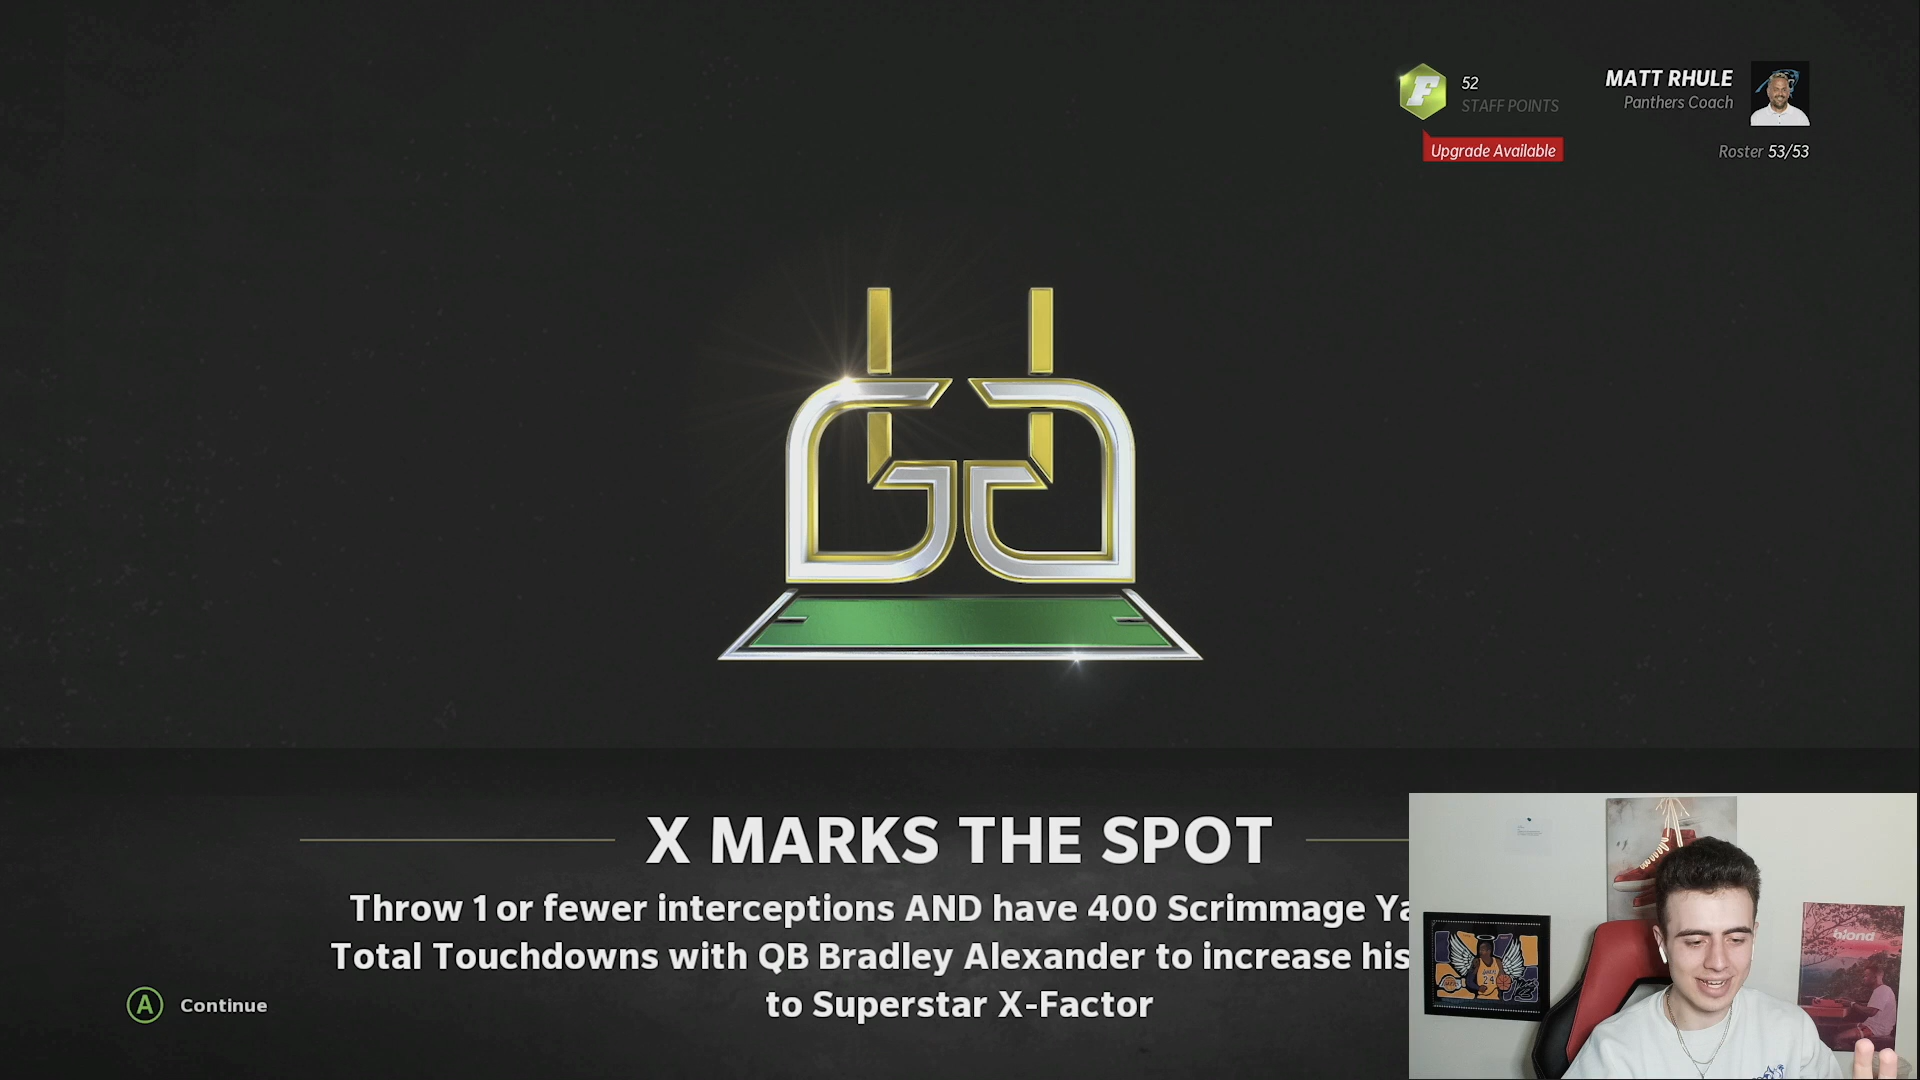 52
STAFF POINTS
Upgrade Available
MATT RHULE
Panthers Coach
Roster 53/53
X MARKS THE SPOT
Throw 1 or fewer interceptions AND have 400 Scrimmage Ya
Total Touchdowns with QB Bradley Alexander to increase his
to Superstar X-Factor
A Continue
blond
24